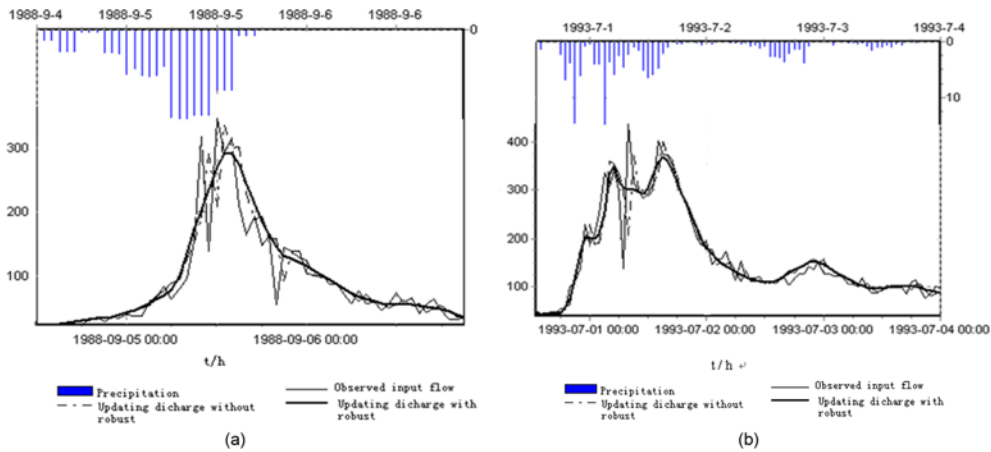 1988-9-4 1988-9-5 1988-9-5 1988-9-6 1988-9-6
0
300
200
100
1988-09-05 00:00 1988-09-06 00:00
t/h
Precipitation
Observed input flow
Updating dicharge without robust
Updating dicharge with robust
(a)
1993-7-1 1993-7-2 1993-7-3 1993-7-4
0
10
400
300
200
100
1993-07-01 00:00 1993-07-02 00:00 1993-07-03 00:00 1993-07-04 00:00
t/h ↵
Precipitation
Observed input flow
Updating dicharge without robust
Updating dicharge with robust
(b)